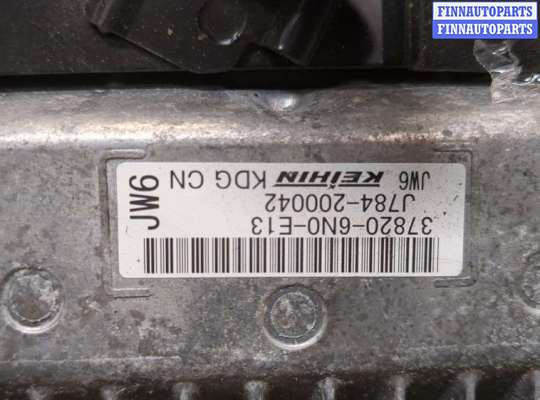 FINNAUTOPARTS
FINNAUTOPARTS
37820-6N0-E13
J784-200042
JW6 KEIHIN KDG CN
JW6